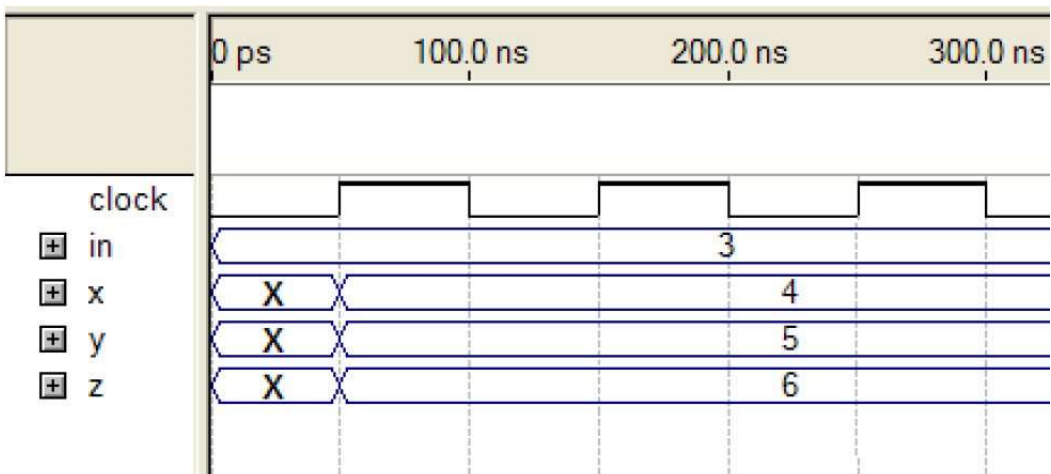 0 ps 100.0 ns 200.0 ns 300.0 ns
clock
+ in 3
+ x X 4
+ y X 5
+ z X 6